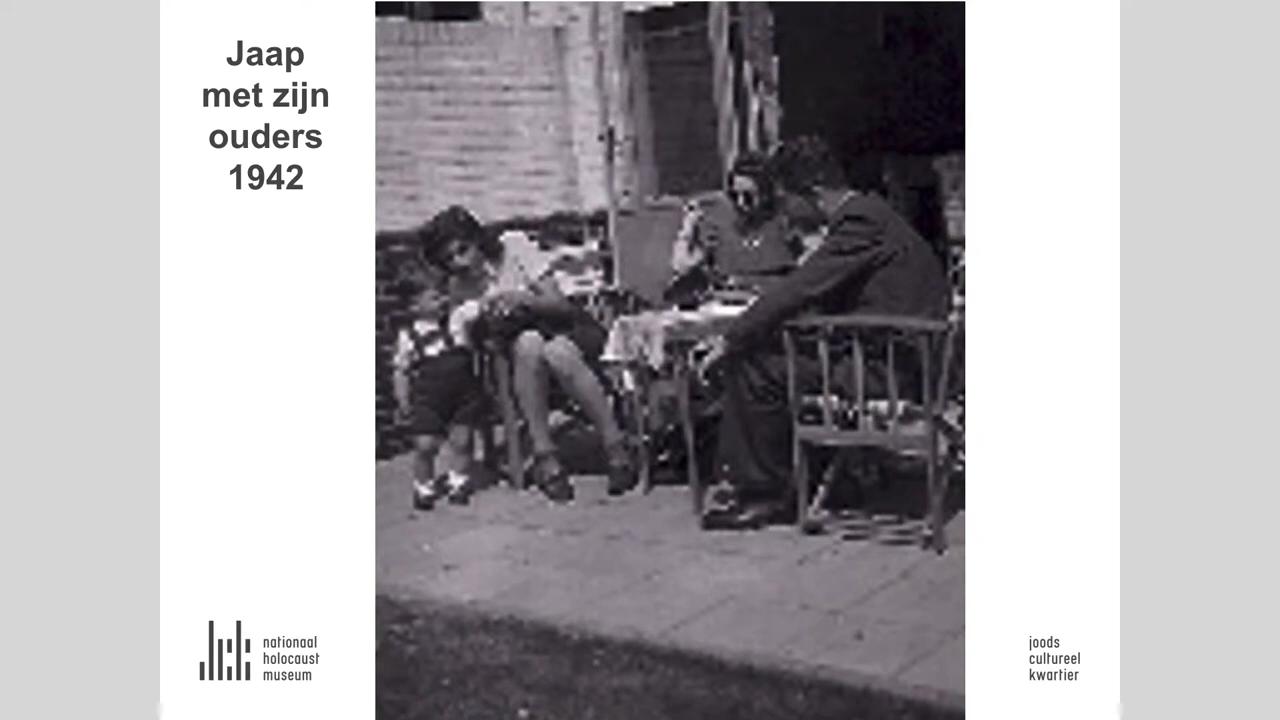 Jaap
met zijn
ouders
1942
nationaal
holocaust
museum
joods
cultureel
kwartier